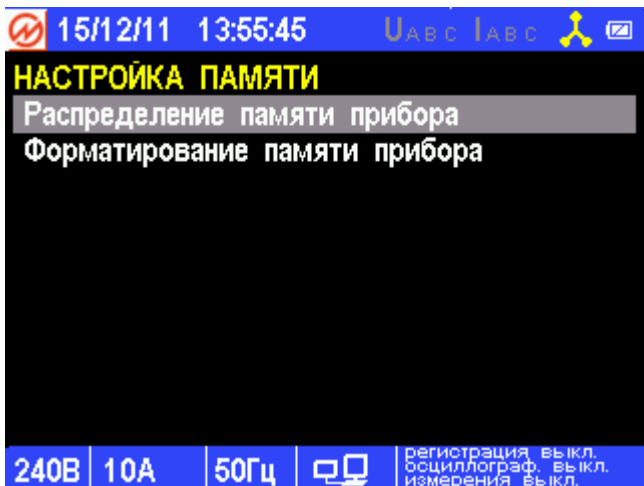 15/12/11 13:55:45 UABC IABC
НАСТРОЙКА ПАМЯТИ
Распределение памяти прибора
Форматирование памяти прибора
240В 10А 50Гц
регистрация выкл.
осциллограф. выкл.
измерения выкл.